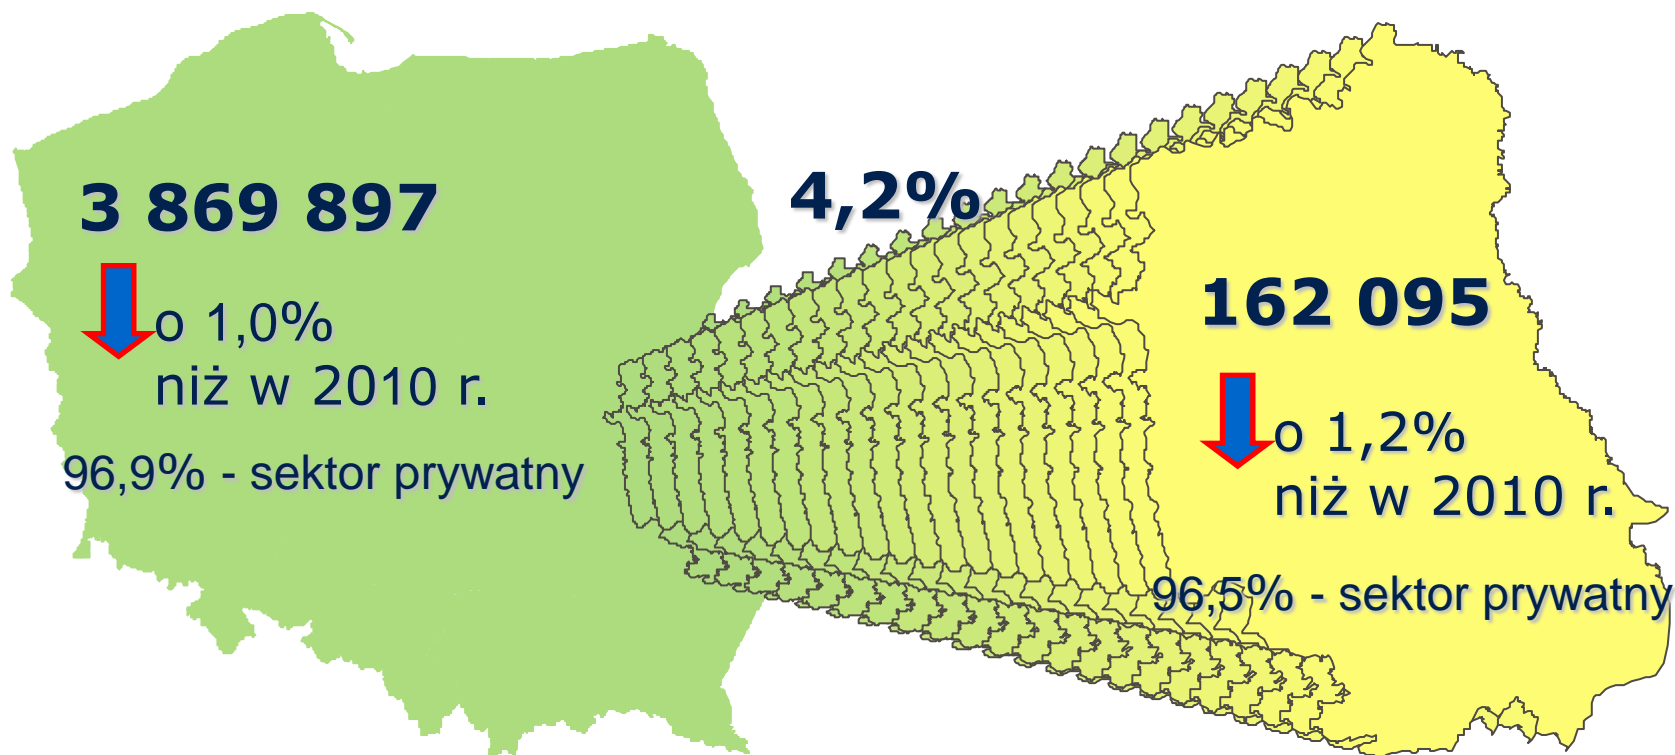 3 869 897
o 1,0%
niż w 2010 r.
96,9% - sektor prywatny
4,2%
162 095
o 1,2%
niż w 2010 r.
96,5% - sektor prywatny